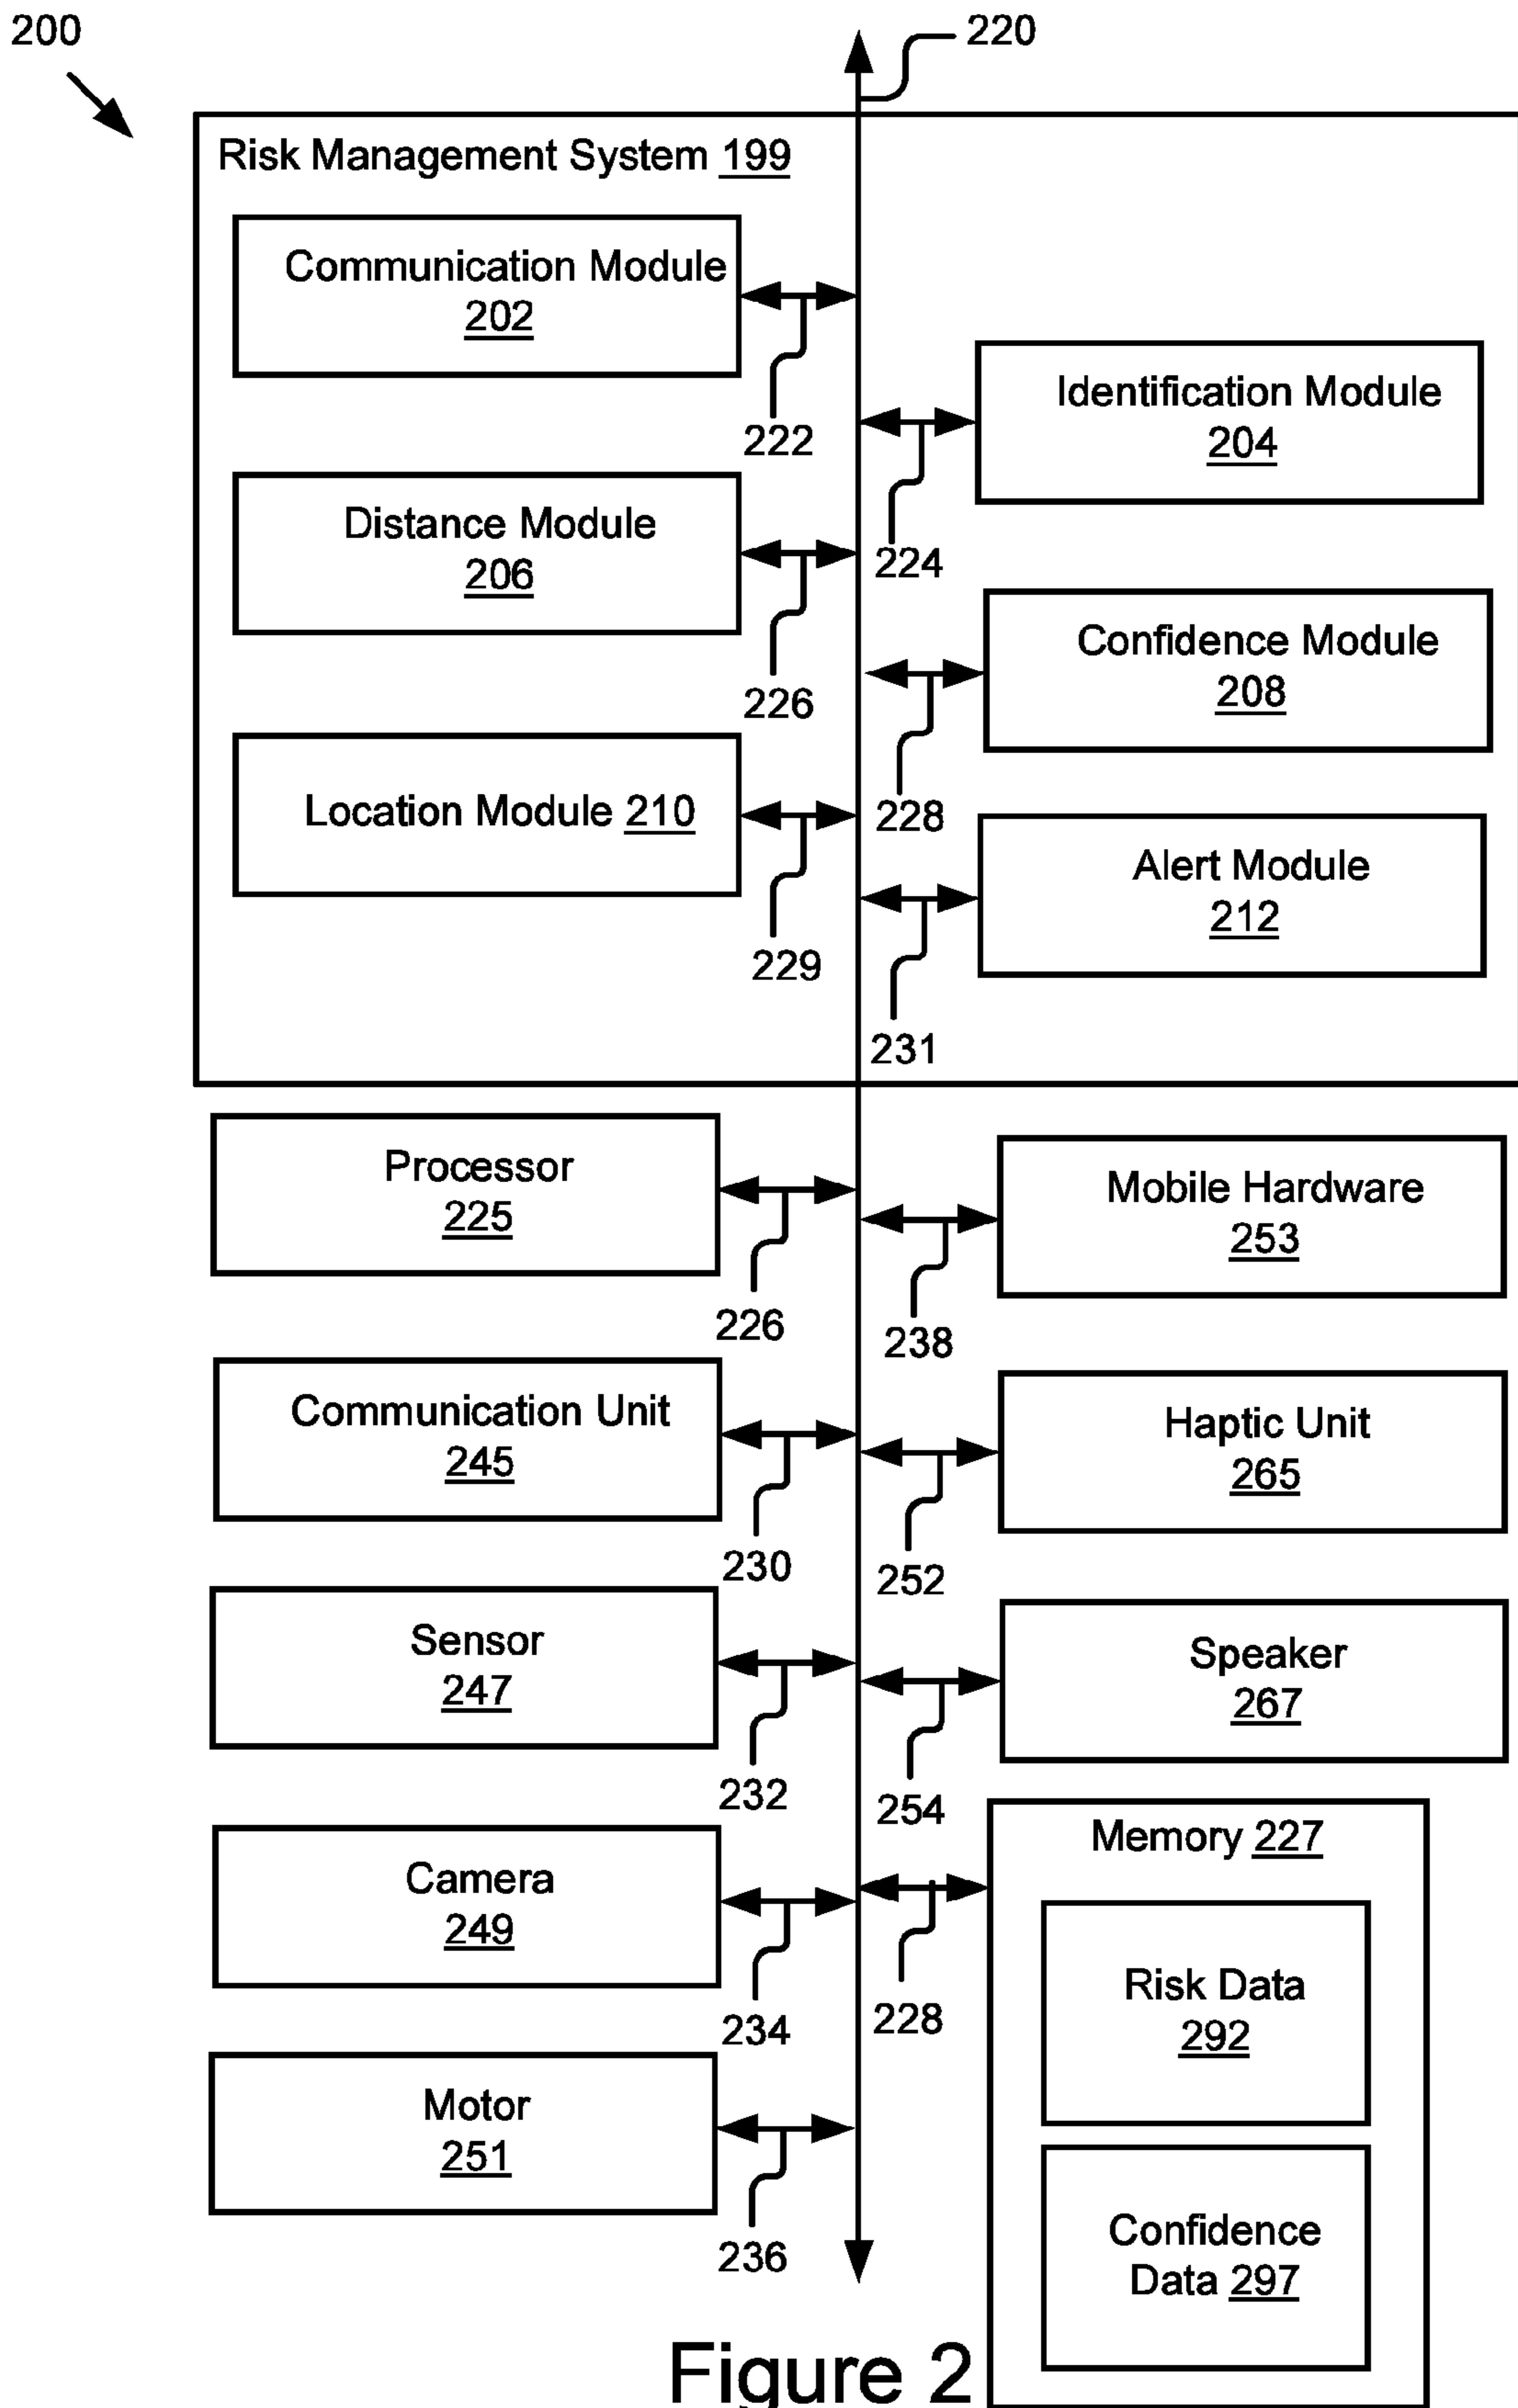 200
220
Risk Management System 199
Communication Module
202
222
Identification Module
204
224
Distance Module
206
226
Confidence Module
208
228
Location Module 210
229
Alert Module
212
231
Processor
225
226
Mobile Hardware
253
238
Communication Unit
245
230
Haptic Unit
265
252
Sensor
247
232
Speaker
267
254
Camera
249
234
Memory 227
228
Risk Data
292
Motor
251
236
Confidence
Data 297
Figure 2